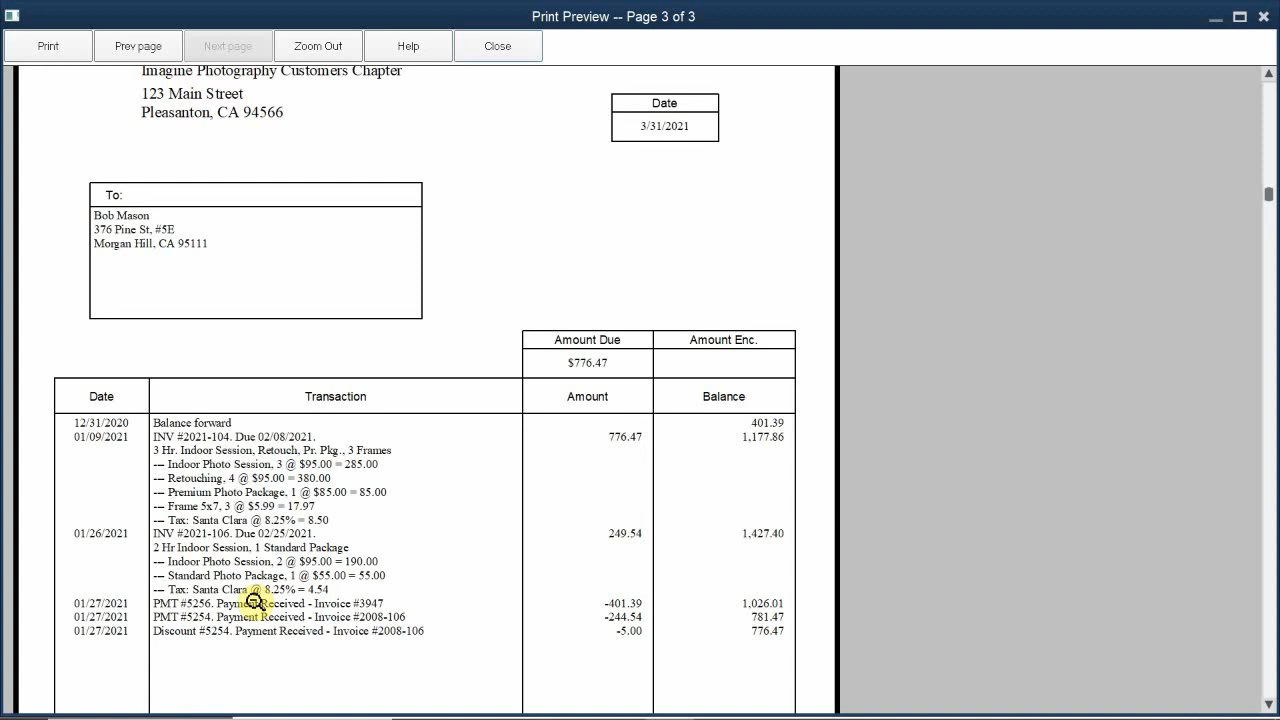 Print Preview -- Page 3 of 3
Print Prev page Next page Zoom Out Help Close
Imagine Photography Customers Chapter
123 Main Street
Pleasanton, CA 94566
Date
3/31/2021
To:
Bob Mason
376 Pine St, #5E
Morgan Hill, CA 95111
Amount Due Amount Enc.
$776.47
Date Transaction Amount Balance
12/31/2020 Balance forward 401.39
01/09/2021 INV #2021-104. Due 02/08/2021. 776.47 1,177.86
3 Hr. Indoor Session, Retouch, Pr. Pkg., 3 Frames
--- Indoor Photo Session, 3 @ $95.00 = 285.00
--- Retouching, 4 @ $95.00 = 380.00
--- Premium Photo Package, 1 @ $85.00 = 85.00
--- Frame 5x7, 3 @ $5.99 = 17.97
--- Tax: Santa Clara @ 8.25% = 8.50
01/26/2021 INV #2021-106. Due 02/25/2021. 249.54 1,427.40
2 Hr Indoor Session, 1 Standard Package
--- Indoor Photo Session, 2 @ $95.00 = 190.00
--- Standard Photo Package, 1 @ $55.00 = 55.00
--- Tax: Santa Clara @ 8.25% = 4.54
01/27/2021 PMT #5256. Payment Received - Invoice #3947 -401.39 1,026.01
01/27/2021 PMT #5254. Payment Received - Invoice #2008-106 -244.54 781.47
01/27/2021 Discount #5254. Payment Received - Invoice #2008-106 -5.00 776.47